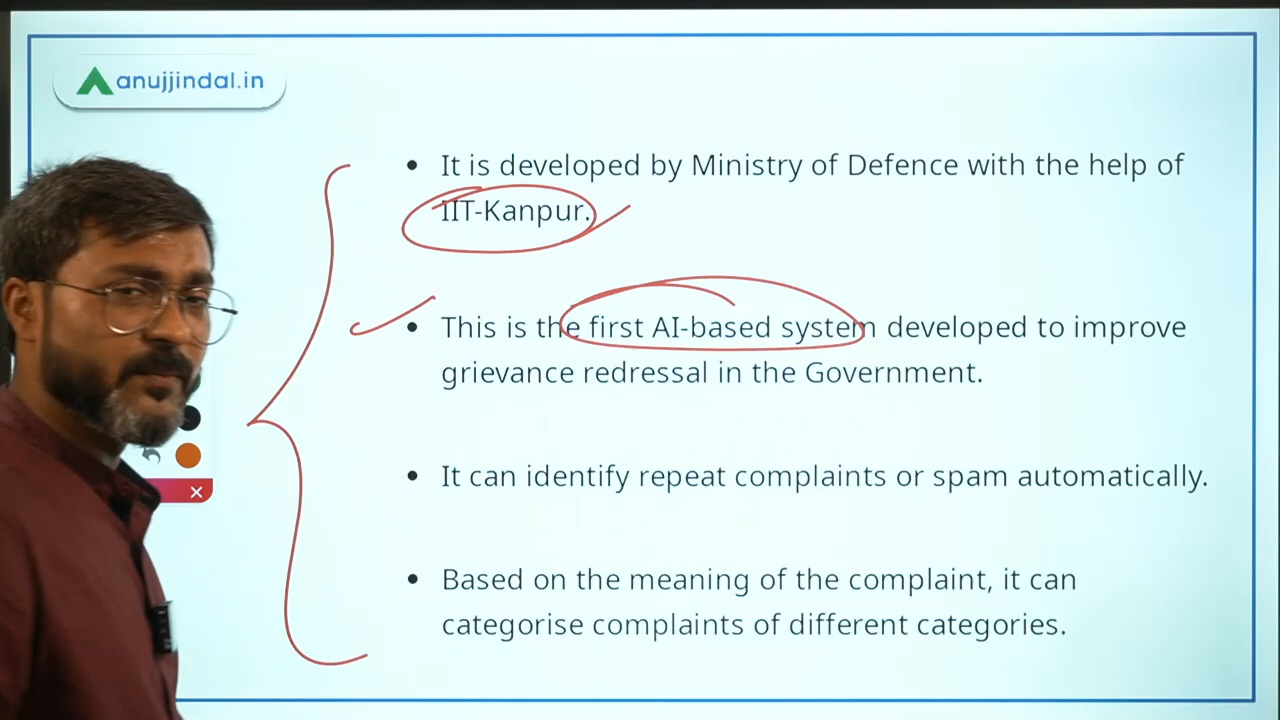 anujjindal.in
• It is developed by Ministry of Defence with the help of
IIT-Kanpur.
• This is the first AI-based system developed to improve
grievance redressal in the Government.
• It can identify repeat complaints or spam automatically.
• Based on the meaning of the complaint, it can
categorise complaints of different categories.